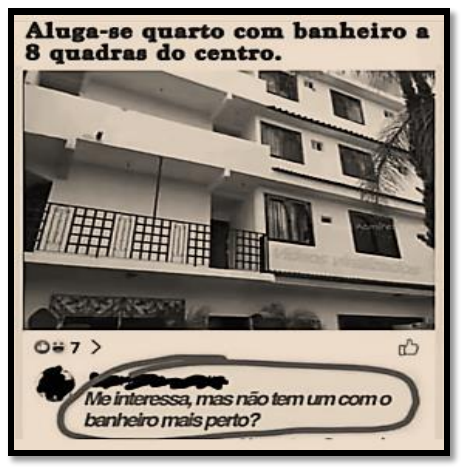 Aluga-se quarto com banheiro a
8 quadras do centro.
7 >
Me interessa, mas não tem um com o
banheiro mais perto?